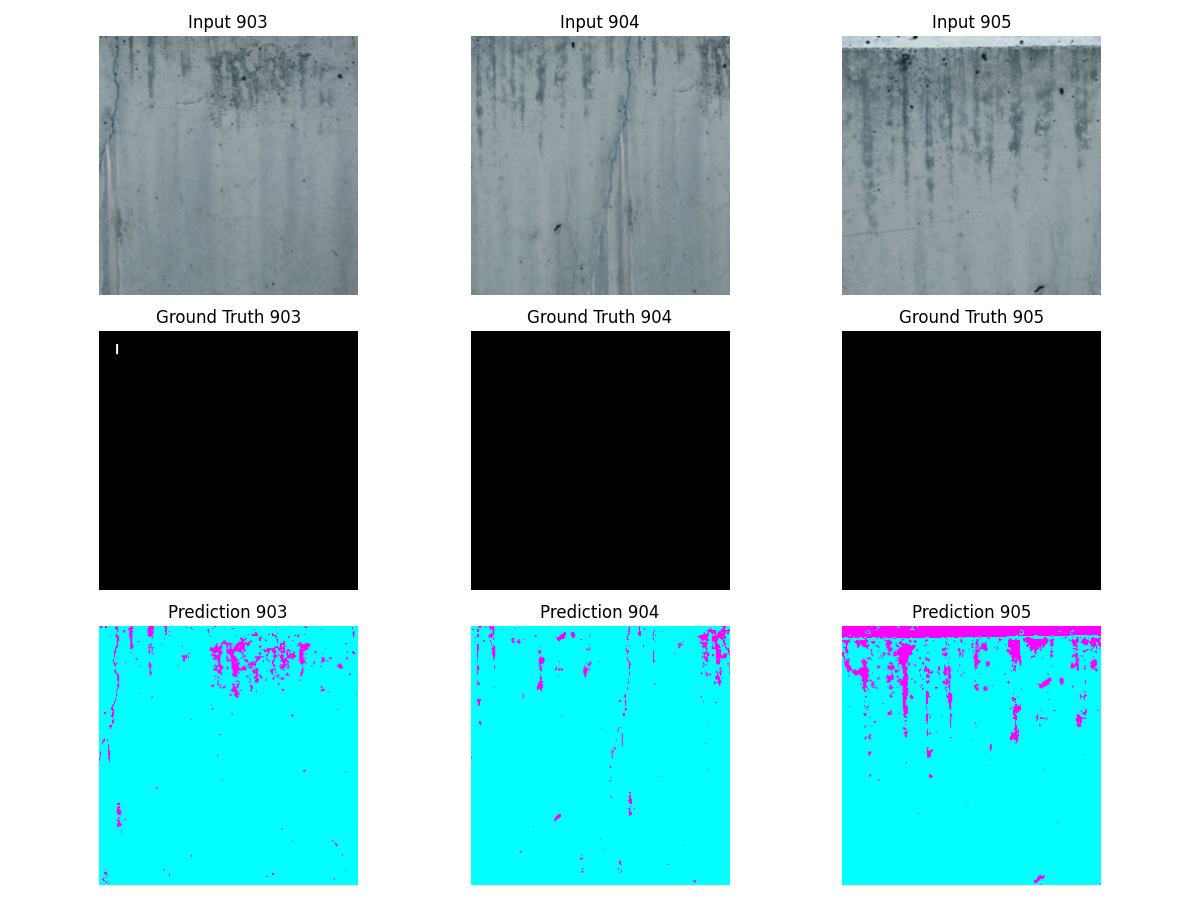 Input 903
Input 904
Input 905
Ground Truth 903
Ground Truth 904
Ground Truth 905
Prediction 903
Prediction 904
Prediction 905